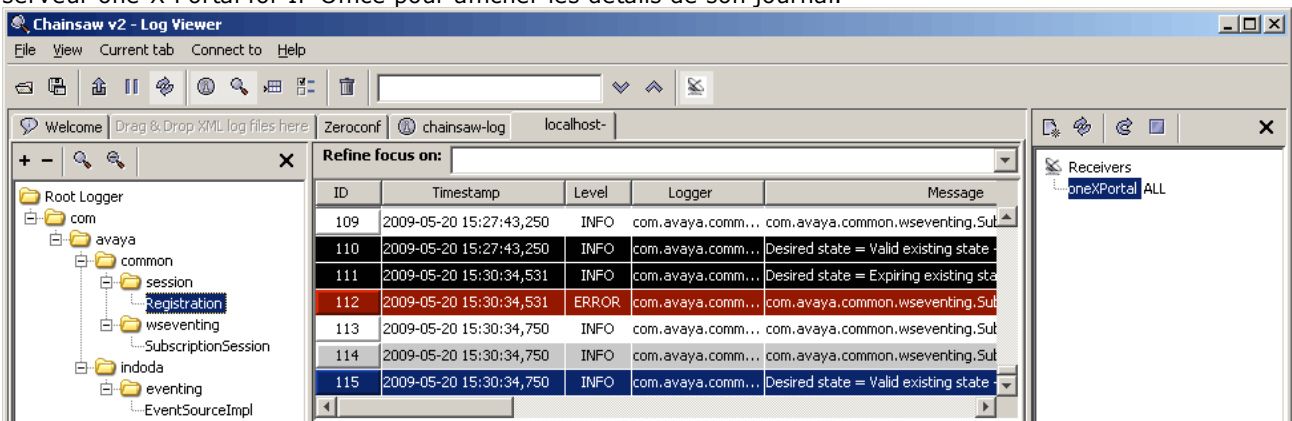 serveur one-X Portal for IP Office pour afficher les détails de son journal.
Chainsaw v2 - Log Viewer
File View Current tab Connect to Help
Welcome Drag & Drop XML log files here Zeroconf chainsaw-log localhost-
Refine focus on:
Root Logger
com
avaya
common
session
Registration
wseventing
SubscriptionSession
indoda
eventing
EventSourceImpl
ID Timestamp Level Logger Message
109 2009-05-20 15:27:43,250 INFO com.avaya.comm... com.avaya.common.wseventing.Sub
110 2009-05-20 15:27:43,250 INFO com.avaya.comm... Desired state = Valid existing state -
111 2009-05-20 15:30:34,531 INFO com.avaya.comm... Desired state = Expiring existing sta
112 2009-05-20 15:30:34,531 ERROR com.avaya.comm... com.avaya.common.wseventing.Sub
113 2009-05-20 15:30:34,750 INFO com.avaya.comm... com.avaya.common.wseventing.Sub
114 2009-05-20 15:30:34,750 INFO com.avaya.comm... com.avaya.common.wseventing.Sub
115 2009-05-20 15:30:34,750 INFO com.avaya.comm... Desired state = Valid existing state -
Receivers
oneXPortal ALL